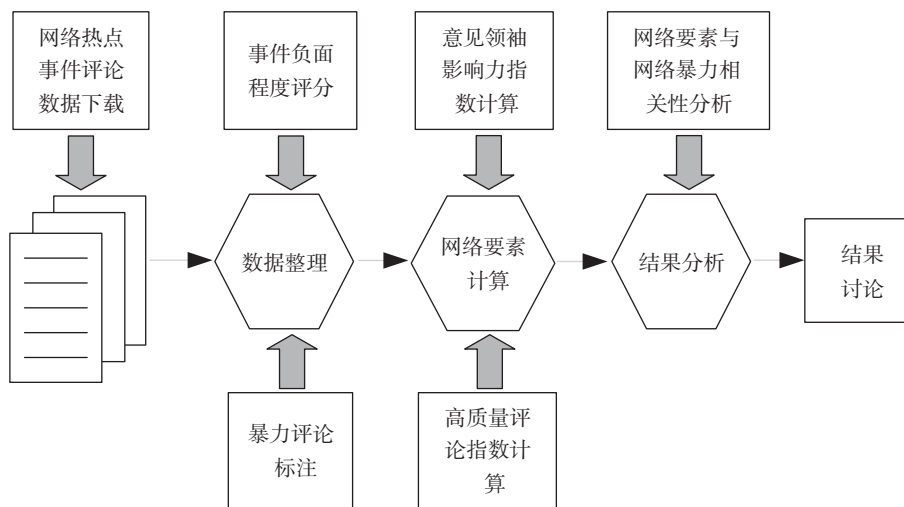 网络热点
事件评论
数据下载
事件负面
程度评分
意见领袖
影响力指
数计算
网络要素与
网络暴力相
关性分析
数据整理
网络要素
计算
结果分析
结果
讨论
暴力评论
标注
高质量评
论指数计
算